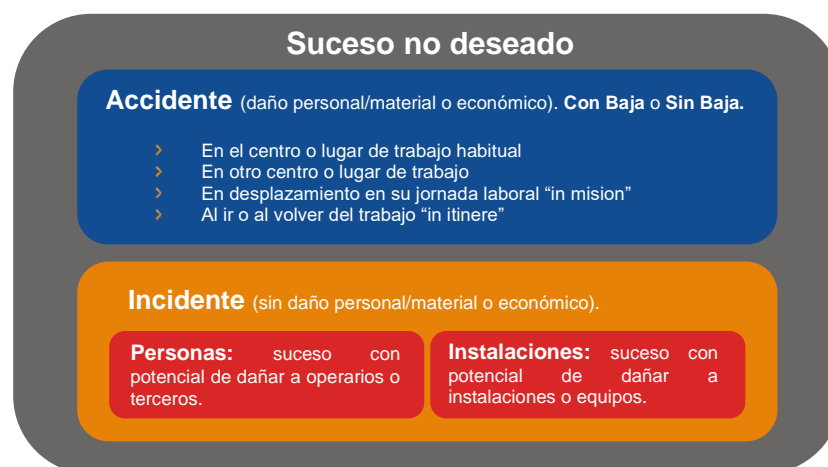 Suceso no deseado
Accidente (daño personal/material o económico). Con Baja o Sin Baja.
> En el centro o lugar de trabajo habitual
> En otro centro o lugar de trabajo
> En desplazamiento en su jornada laboral “in mision”
> Al ir o al volver del trabajo “in itinere”
Incidente (sin daño personal/material o económico).
Personas: suceso con
potencial de dañar a operarios o
terceros.
Instalaciones: suceso con
potencial de dañar a
instalaciones o equipos.